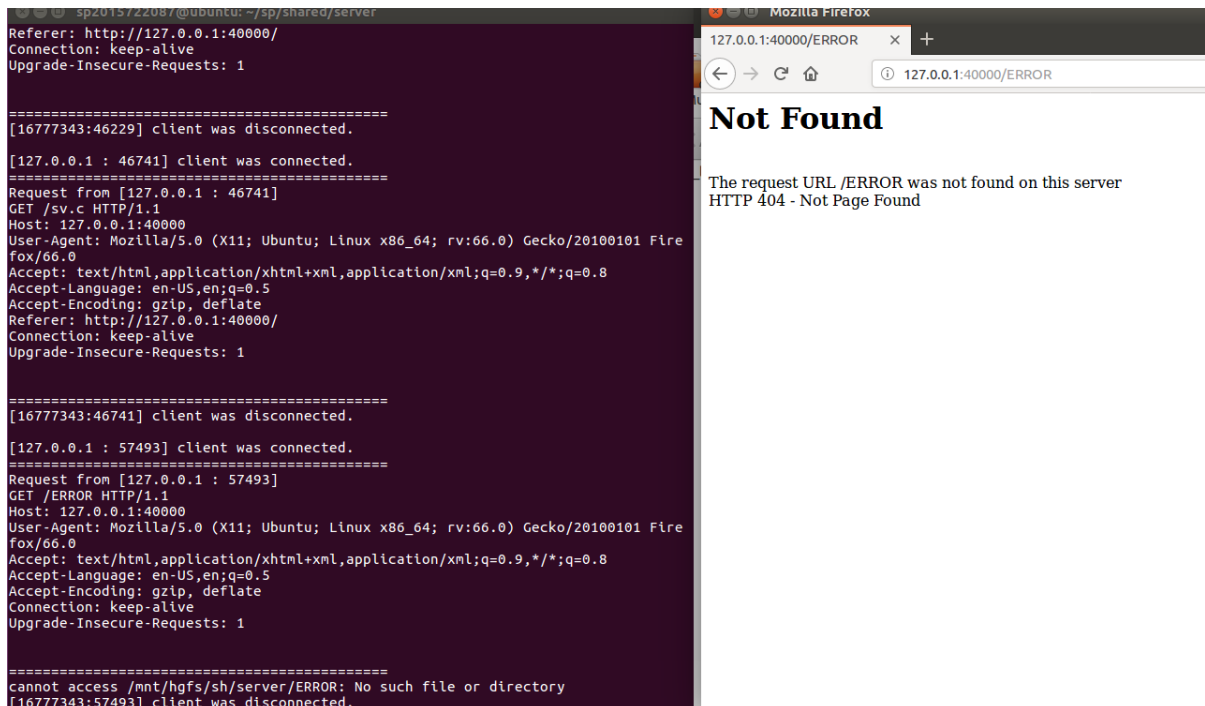 sp2015722087@ubuntu: ~/sp/shared/server
Referer: http://127.0.0.1:40000/
Connection: keep-alive
Upgrade-Insecure-Requests: 1
=============================================
[16777343:46229] client was disconnected.
[127.0.0.1 : 46741] client was connected.
=============================================
Request from [127.0.0.1 : 46741]
GET /sv.c HTTP/1.1
Host: 127.0.0.1:40000
User-Agent: Mozilla/5.0 (X11; Ubuntu; Linux x86_64; rv:66.0) Gecko/20100101 Fire
fox/66.0
Accept: text/html,application/xhtml+xml,application/xml;q=0.9,*/*;q=0.8
Accept-Language: en-US,en;q=0.5
Accept-Encoding: gzip, deflate
Referer: http://127.0.0.1:40000/
Connection: keep-alive
Upgrade-Insecure-Requests: 1
=============================================
[16777343:46741] client was disconnected.
[127.0.0.1 : 57493] client was connected.
=============================================
Request from [127.0.0.1 : 57493]
GET /ERROR HTTP/1.1
Host: 127.0.0.1:40000
User-Agent: Mozilla/5.0 (X11; Ubuntu; Linux x86_64; rv:66.0) Gecko/20100101 Fire
fox/66.0
Accept: text/html,application/xhtml+xml,application/xml;q=0.9,*/*;q=0.8
Accept-Language: en-US,en;q=0.5
Accept-Encoding: gzip, deflate
Connection: keep-alive
Upgrade-Insecure-Requests: 1
=============================================
cannot access /mnt/hgfs/sh/server/ERROR: No such file or directory
[16777343:57493] client was disconnected.
Mozilla Firefox
127.0.0.1:40000/ERROR
127.0.0.1:40000/ERROR
Not Found
The request URL /ERROR was not found on this server
HTTP 404 - Not Page Found